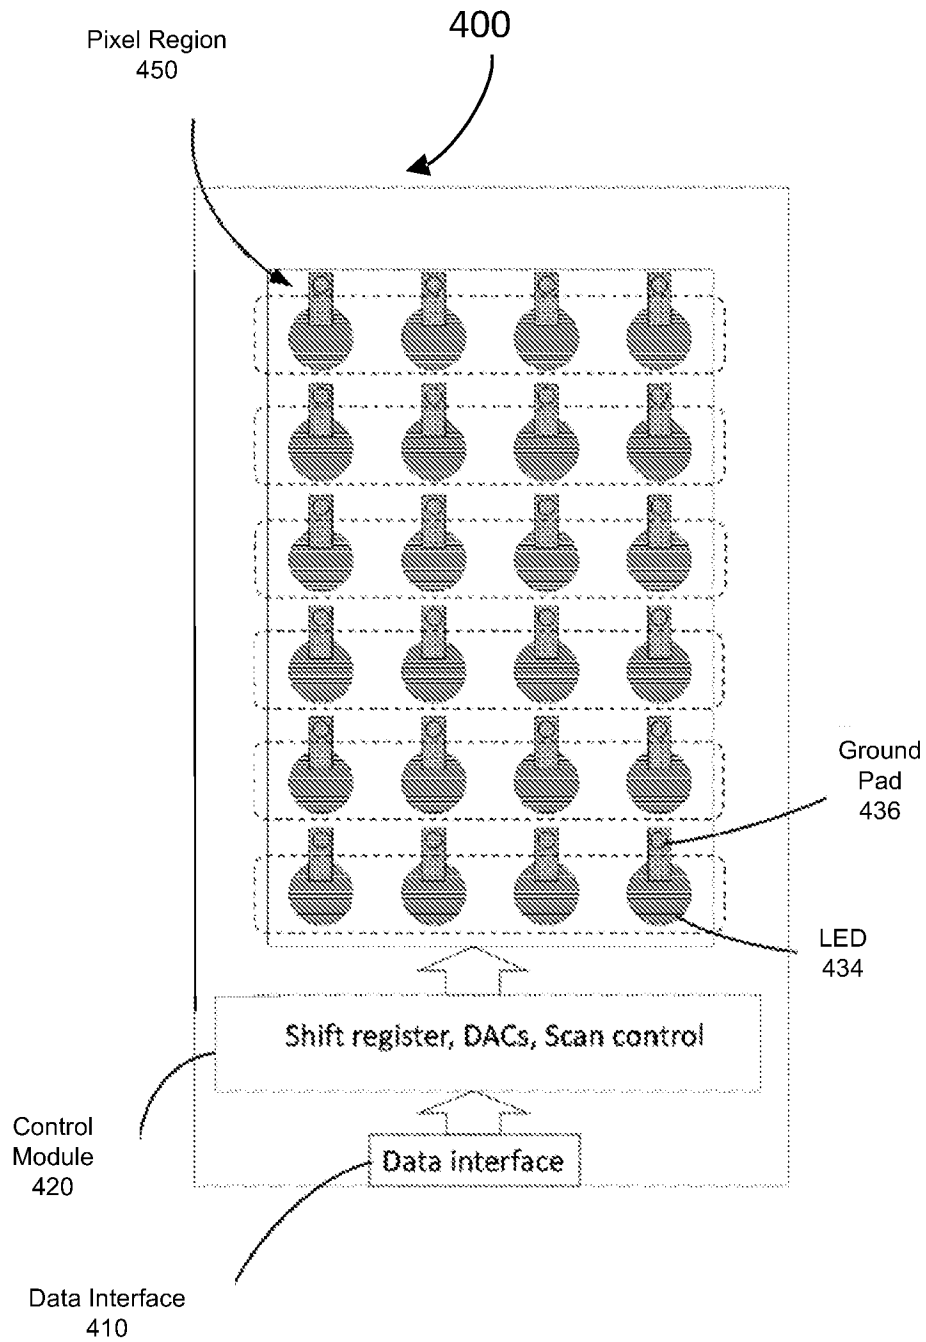 400
Pixel Region
450
Ground
Pad
436
LED
434
Shift register, DACs, Scan control
Control
Module
420
Data interface
Data Interface
410